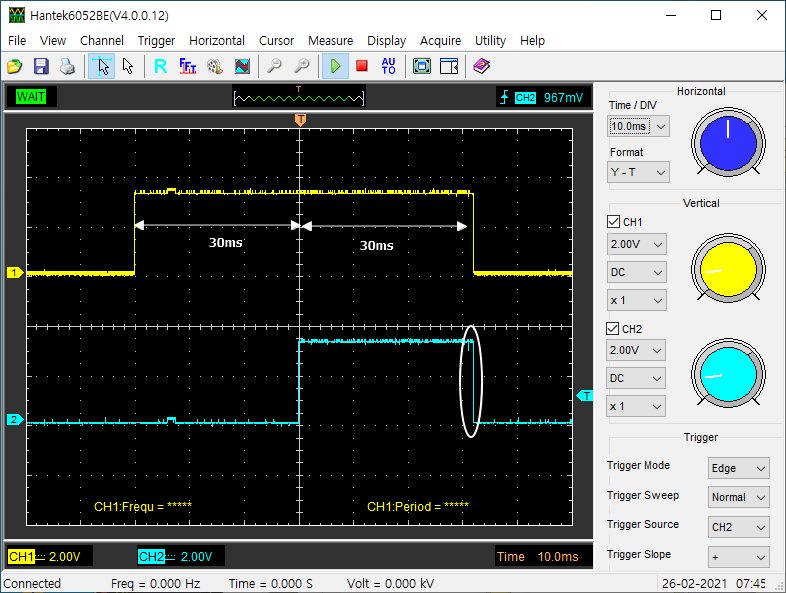 Hantek6052BE(V4.0.0.12)
File View Channel Trigger Horizontal Cursor Measure Display Acquire Utility Help
R FFT AU TO
WAIT
T
CH2 967mV
T
30ms
30ms
1
2
T
CH1:Frequ = *****
CH1:Period = *****
CH1 2.00V
CH2 2.00V
Time 10.0ms
Horizontal
Time / DIV
10.0ms
Format
Y - T
Vertical
CH1
2.00V
DC
x 1
CH2
2.00V
DC
x 1
Trigger
Trigger Mode Edge
Trigger Sweep Normal
Trigger Source CH2
Trigger Slope +
Connected Freq = 0.000 Hz Time = 0.000 S Volt = 0.000 kV 26-02-2021 07:45